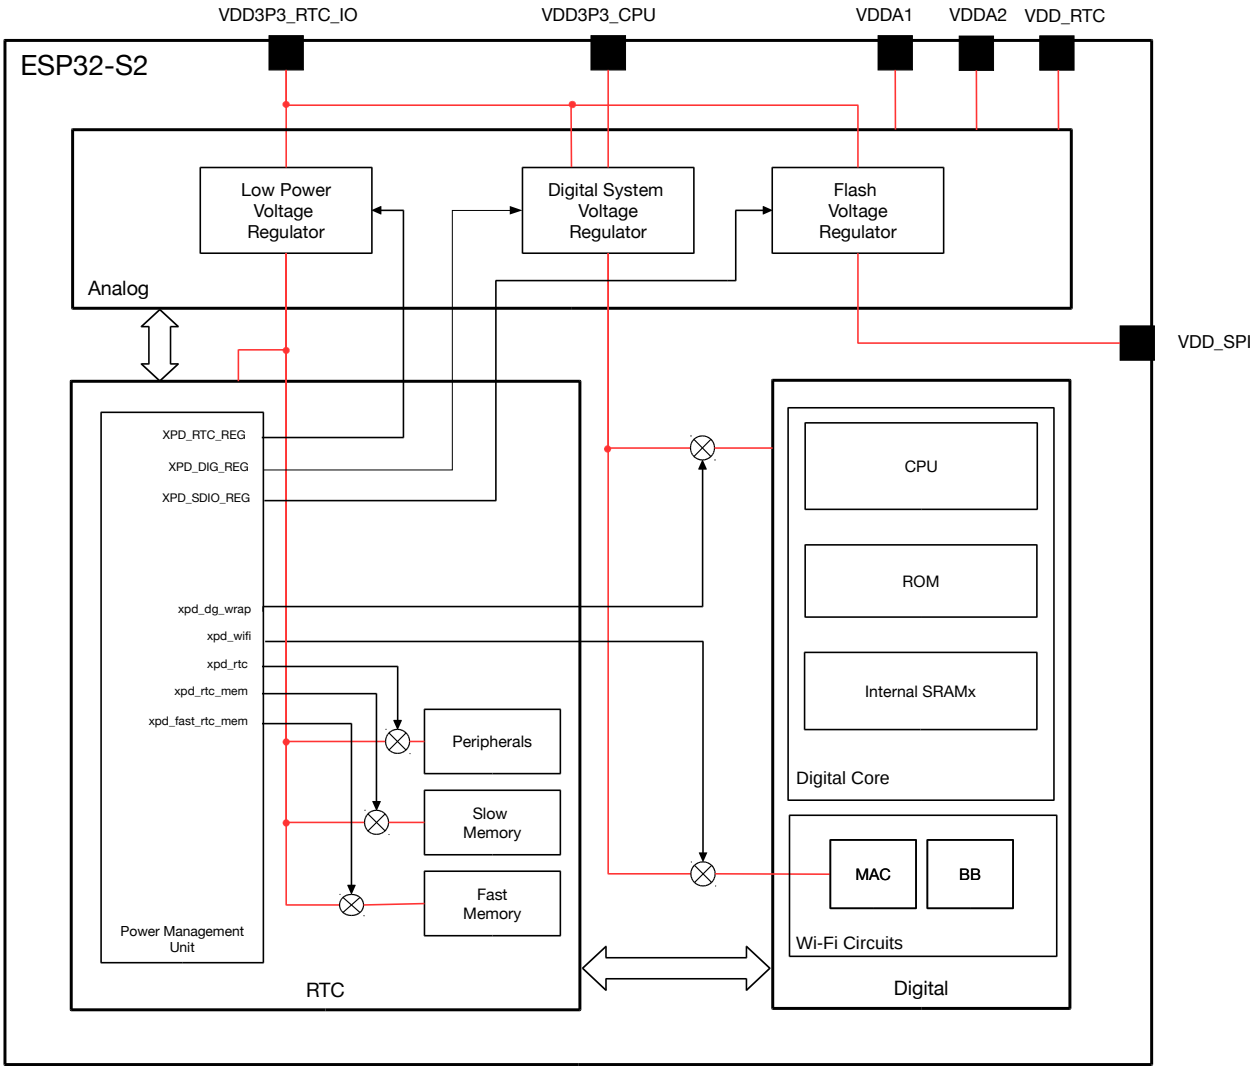 VDD3P3_RTC_IO
VDD3P3_CPU
VDDA1
VDDA2
VDD_RTC
ESP32-S2
Low Power
Voltage
Regulator
Digital System
Voltage
Regulator
Flash
Voltage
Regulator
Analog
VDD_SPI
XPD_RTC_REG
XPD_DIG_REG
XPD_SDIO_REG
xpd_dg_wrap
xpd_wifi
xpd_rtc
xpd_rtc_mem
xpd_fast_rtc_mem
Power Management
Unit
Peripherals
Slow
Memory
Fast
Memory
RTC
CPU
ROM
Internal SRAMx
Digital Core
MAC
BB
Wi-Fi Circuits
Digital